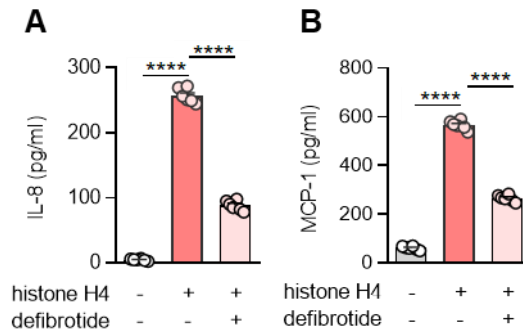 A
****
****
300
200
100
0
IL-8 (pg/ml)
histone H4 - + +
defibrotide - - +
B
****
****
800
600
400
200
0
MCP-1 (pg/ml)
histone H4 - + +
defibrotide - - +